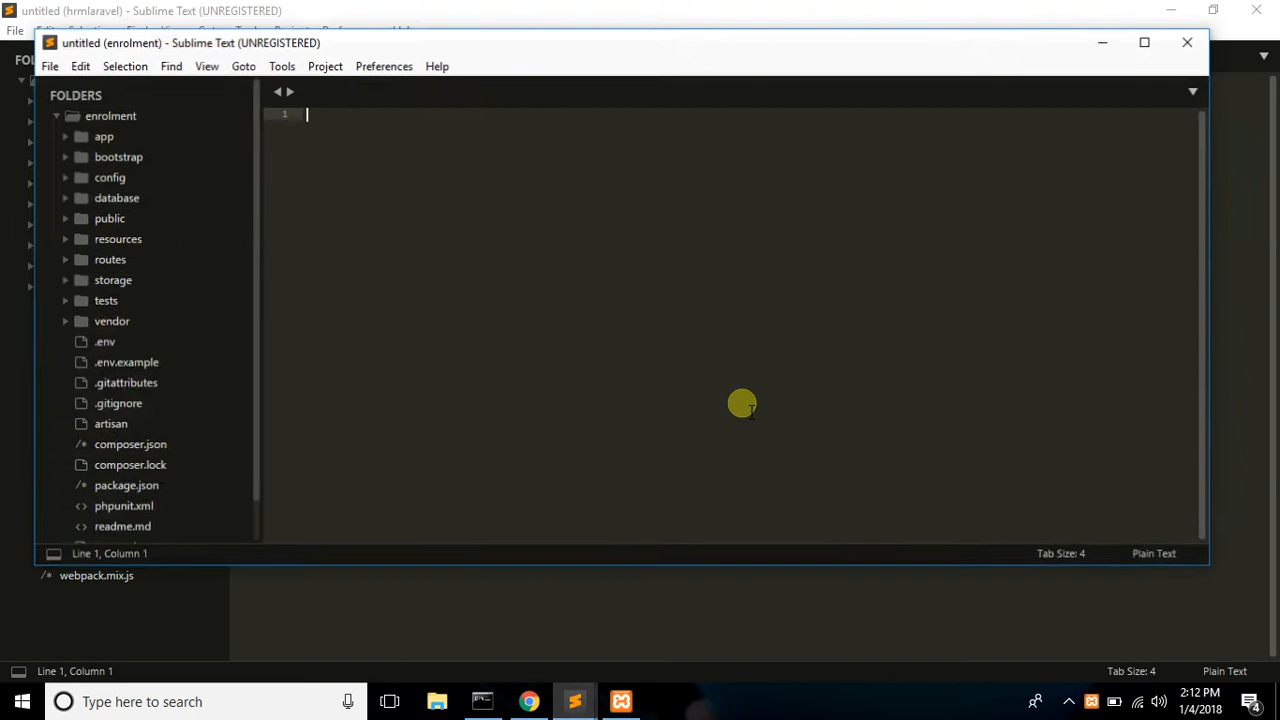 untitled (hrmlaravel) - Sublime Text (UNREGISTERED)
File
untitled (enrolment) - Sublime Text (UNREGISTERED)
File Edit Selection Find View Goto Tools Project Preferences Help
FOLDERS
enrolment
1
app
bootstrap
config
database
public
resources
routes
storage
tests
vendor
.env
.env.example
.gitattributes
.gitignore
artisan
/* composer.json
composer.lock
/* package.json
<> phpunit.xml
<> readme.md
Line 1, Column 1 Tab Size: 4 Plain Text
/* webpack.mix.js
Line 1, Column 1 Tab Size: 4 Plain Text
Type here to search
2:12 PM
1/4/2018
4